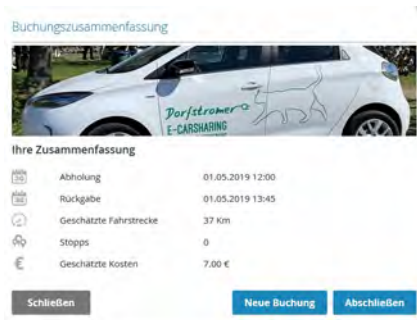 Buchungszusammenfassung
Dorfstromer
E-CARSHARING
Ihre Zusammenfassung
Abholung 01.05.2019 12:00
Rückgabe 01.05.2019 13:45
Geschätzte Fahrstrecke 37 Km
Stopps 0
€ Geschätzte Kosten 7.00 €
Schließen Neue Buchung Abschließen